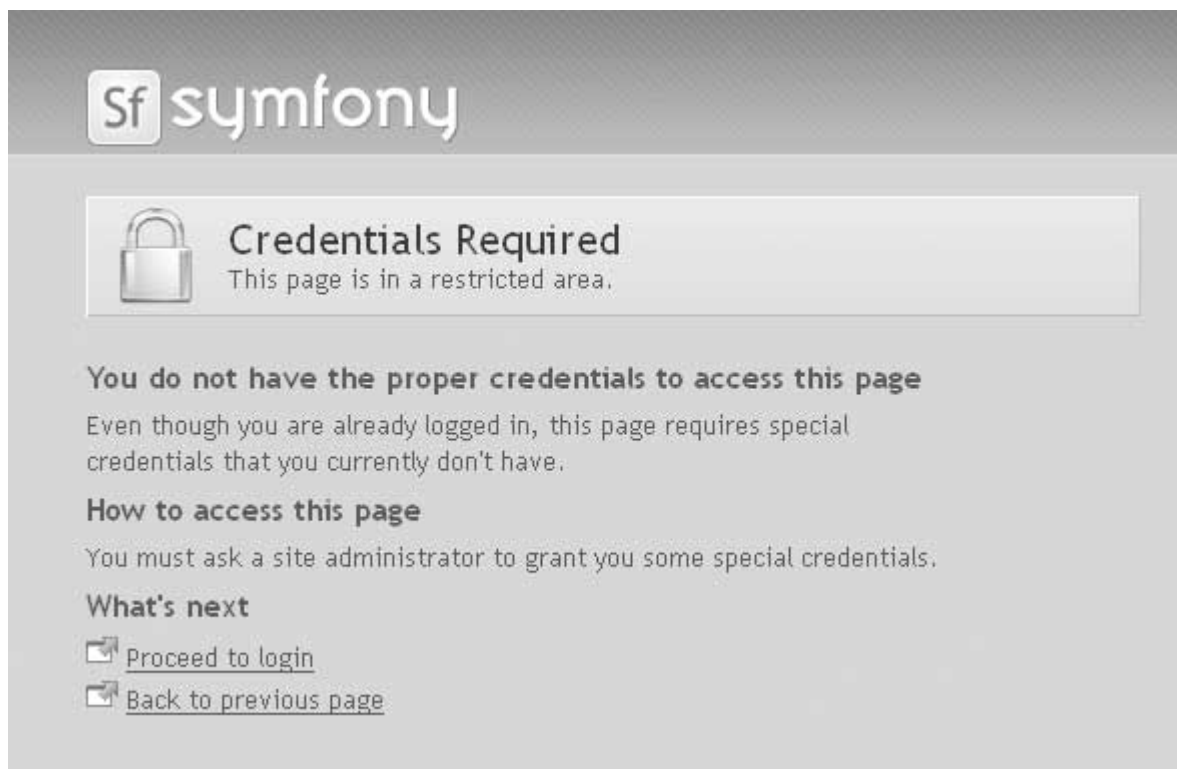 Sf symfony
Credentials Required
This page is in a restricted area.
You do not have the proper credentials to access this page
Even though you are already logged in, this page requires special
credentials that you currently don't have.
How to access this page
You must ask a site administrator to grant you some special credentials.
What's next
Proceed to login
Back to previous page